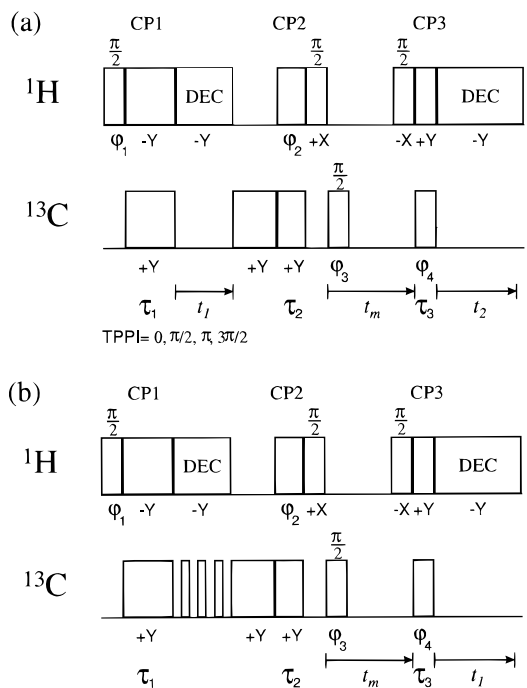 (a)
CP1 CP2 CP3
π/2 π/2 π/2
¹H DEC DEC
φ₁ -Y -Y φ₂ +X -X +Y -Y
π/2
¹³C
+Y +Y +Y φ₃ φ₄
τ₁ t₁ τ₂ tₘ τ₃ t₂
TPPI= 0, π/2, π, 3π/2
(b)
CP1 CP2 CP3
π/2 π/2 π/2
¹H DEC DEC
φ₁ -Y -Y φ₂ +X -X +Y -Y
π/2
¹³C
+Y +Y +Y φ₃ φ₄
τ₁ τ₂ tₘ τ₃ t₁